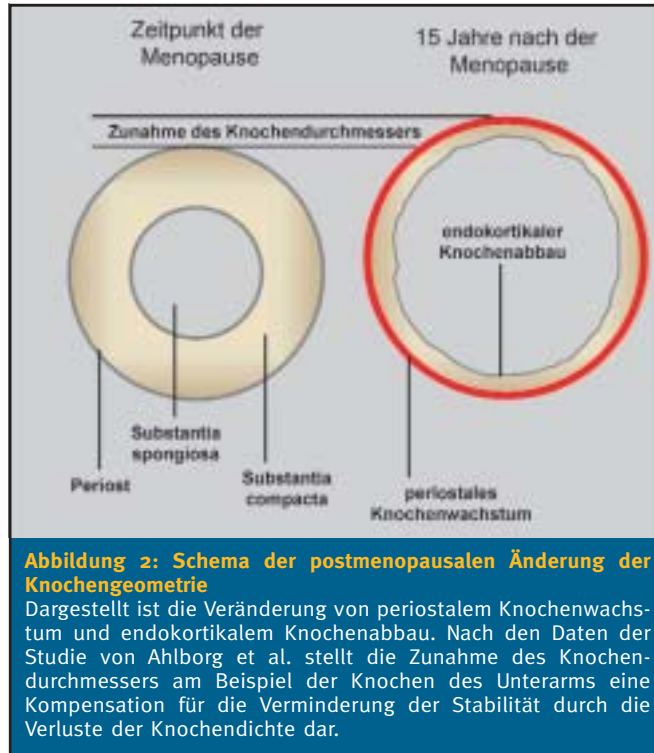 Zeitpunkt der
Menopause
15 Jahre nach der
Menopause
Zunahme des Knochendurchmessers
endokortikaler
Knochenabbau
Substantia
spongiosa
Periost
Substantia
compacta
periostales
Knochenwachstum
Abbildung 2: Schema der postmenopausalen Änderung der
Knochengeometrie
Dargestellt ist die Veränderung von periostalem Knochenwachs-
tum und endokortikalem Knochenabbau. Nach den Daten der
Studie von Ahlborg et al. stellt die Zunahme des Knochen-
durchmessers am Beispiel der Knochen des Unterarms eine
Kompensation für die Verminderung der Stabilität durch die
Verluste der Knochendichte dar.